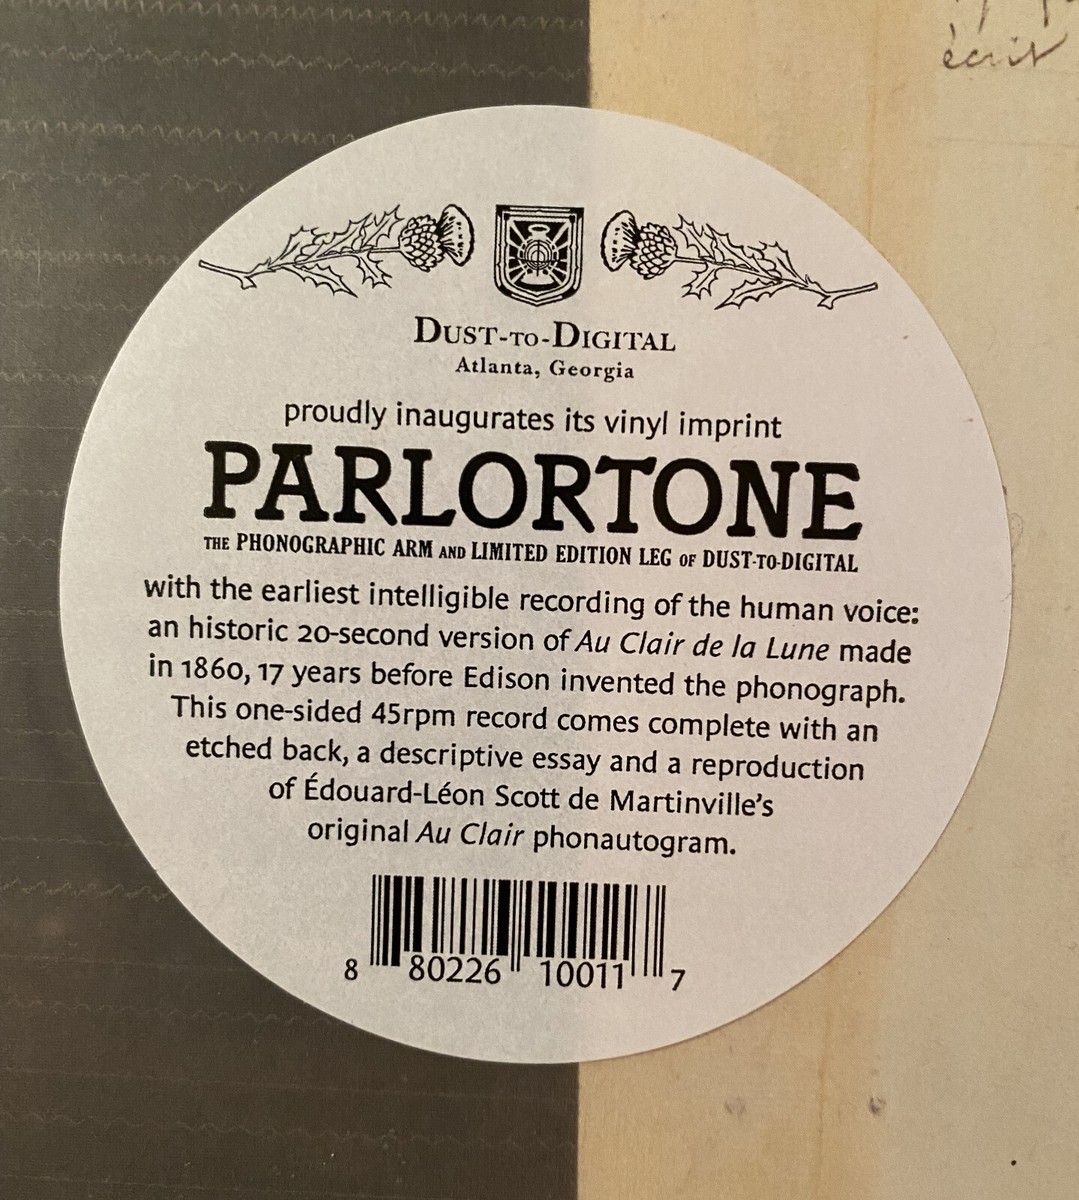 écrit
DUST-TO-DIGITAL
Atlanta, Georgia
proudly inaugurates its vinyl imprint
PARLORTONE
THE PHONOGRAPHIC ARM AND LIMITED EDITION LEG OF DUST-TO-DIGITAL
with the earliest intelligible recording of the human voice:
an historic 20-second version of Au Clair de la Lune made
in 1860, 17 years before Edison invented the phonograph.
This one-sided 45rpm record comes complete with an
etched back, a descriptive essay and a reproduction
of Édouard-Léon Scott de Martinville's
original Au Clair phonautogram.
8 80226 10011 7